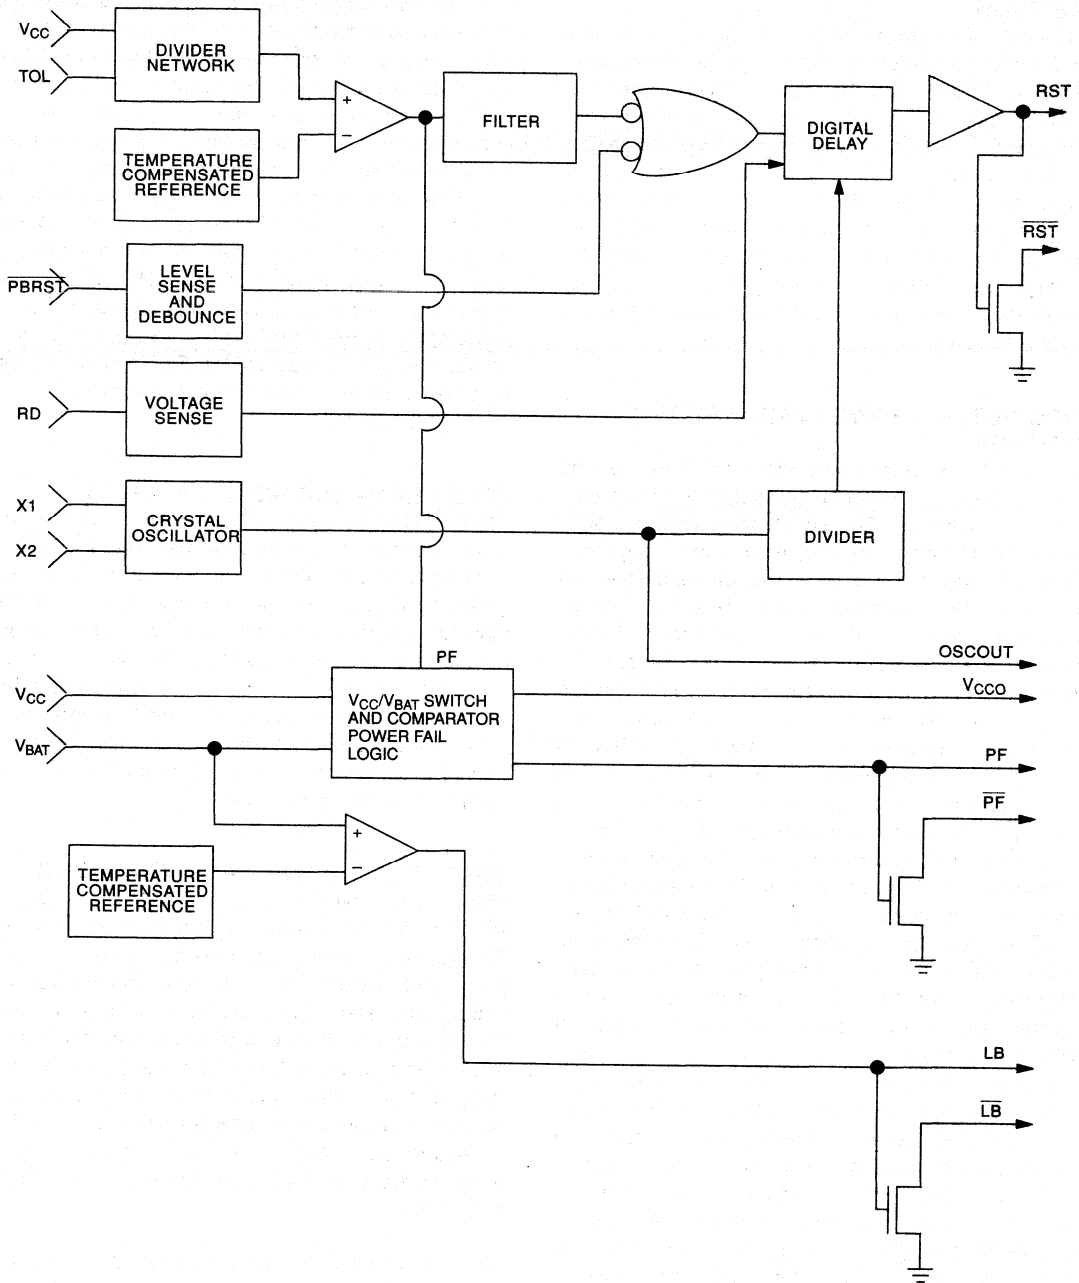 VCC
DIVIDER
NETWORK
TOL
+
−
TEMPERATURE
COMPENSATED
REFERENCE
FILTER
DIGITAL
DELAY
RST
RST
PBRST
LEVEL
SENSE
AND
DEBOUNCE
RD
VOLTAGE
SENSE
X1
X2
CRYSTAL
OSCILLATOR
DIVIDER
OSCOUT
PF
VCC
VBAT
VCC/VBAT SWITCH
AND COMPARATOR
POWER FAIL
LOGIC
VCCO
PF
PF
+
−
TEMPERATURE
COMPENSATED
REFERENCE
LB
LB